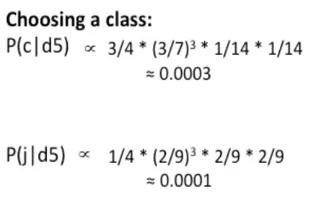 Choosing a class:
P(c|d5) ∝ 3/4 * (3/7)³ * 1/14 * 1/14
≈ 0.0003
P(j|d5) ∝ 1/4 * (2/9)³ * 2/9 * 2/9
≈ 0.0001